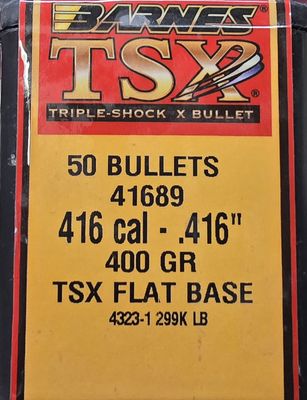 BARNES
TSX®
TRIPLE-SHOCK X BULLET
50 BULLETS
41689
416 cal - .416"
400 GR
TSX FLAT BASE
4323-1 299K LB